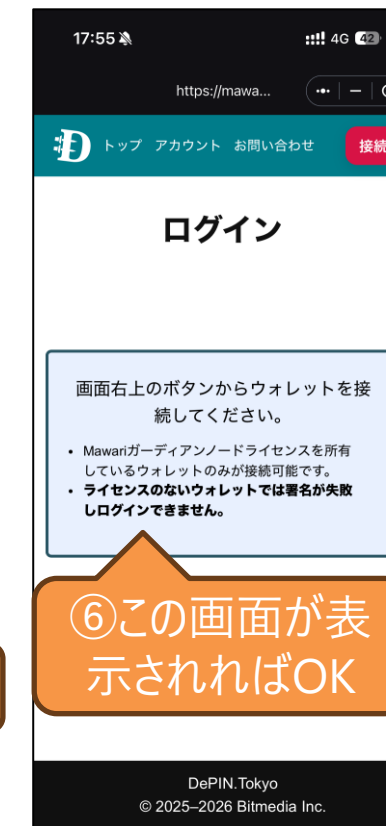 17:55
4G 42
https://mawa...
トップ アカウント お問い合わせ 接続
ログイン
画面右上のボタンからウォレットを接
続してください。
• Mawariガーディアンノードライセンスを所有
しているウォレットのみが接続可能です。
• ライセンスのないウォレットでは署名が失敗
しログインできません。
⑥この画面が表
示されればOK
DePIN.Tokyo
© 2025–2026 Bitmedia Inc.